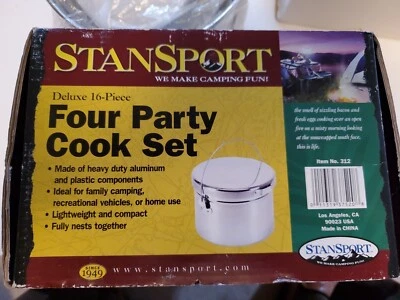 STANSPORT
WE MAKE CAMPING FUN!
Deluxe 16-Piece
Four Party
Cook Set
• Made of heavy duty aluminum
and plastic components
• Ideal for family camping,
recreational vehicles, or home use
• Lightweight and compact
• Fully nests together
SINCE
1949
www.stansport.com
the smell of sizzling bacon and
fresh eggs cooking over an open
fire on a misty morning looking
at the snowcapped south face,
this is life.
Item No. 312
Los Angeles, CA
90023 USA
Made in CHINA
STANSPORT
WE MAKE CAMPING FUN!